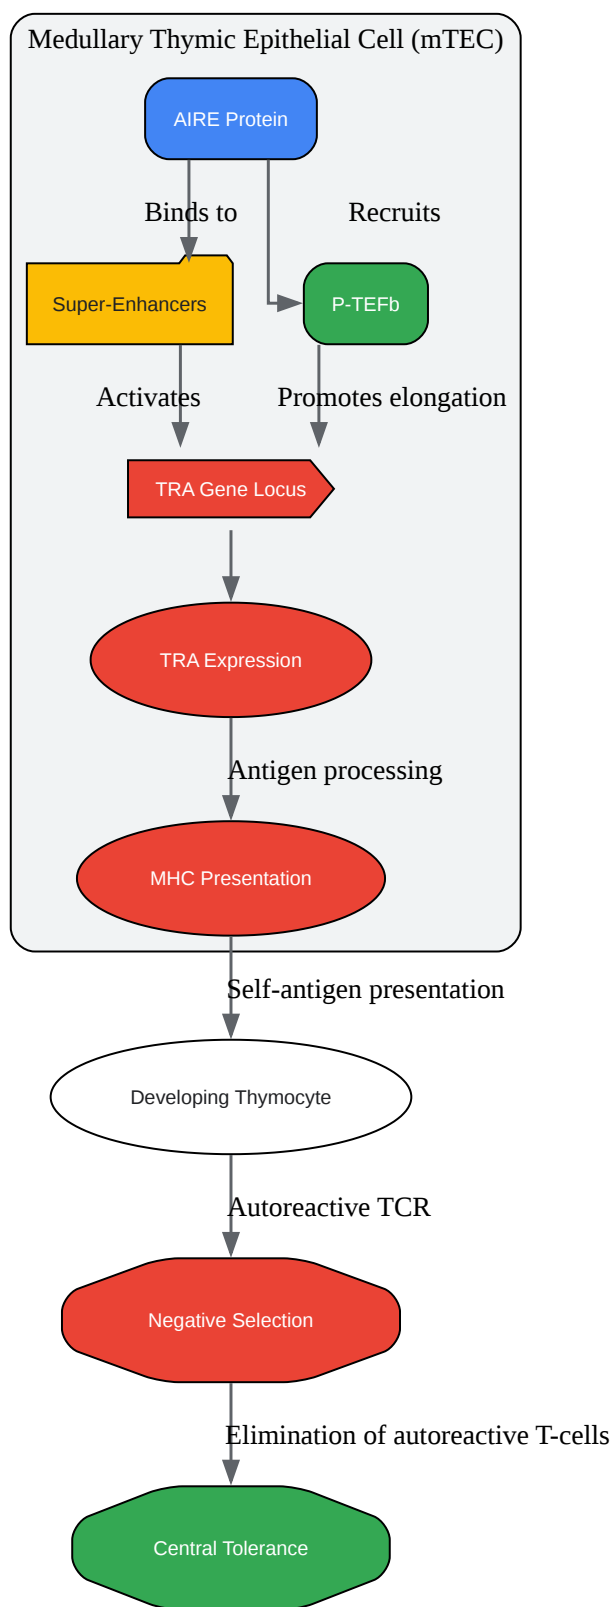 Medullary Thymic Epithelial Cell (mTEC)
AIRE Protein
Binds to
Recruits
Super-Enhancers
P-TEFb
Activates
Promotes elongation
TRA Gene Locus
TRA Expression
Antigen processing
MHC Presentation
Self-antigen presentation
Developing Thymocyte
Autoreactive TCR
Negative Selection
Elimination of autoreactive T-cells
Central Tolerance